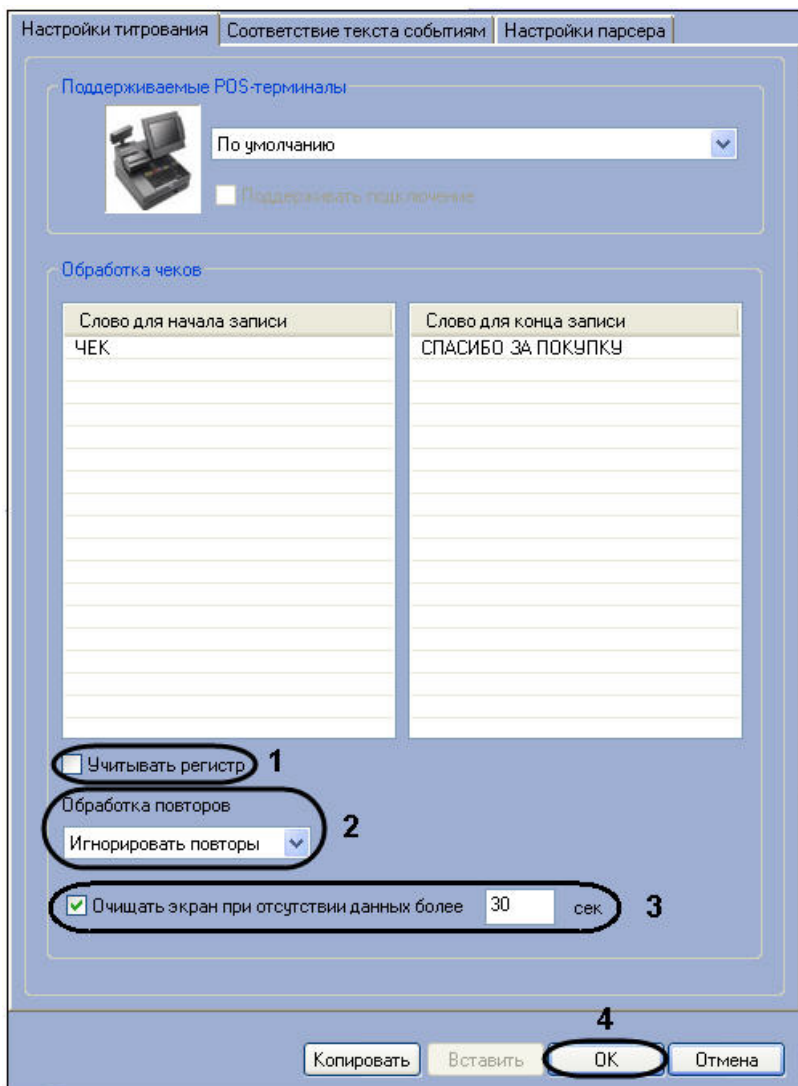 Настройки титрования Соответствие текста событиям Настройки парсера
Поддерживаемые POS-терминалы
По умолчанию
Поддерживать подключение
Обработка чеков
Слово для начала записи Слово для конца записи
ЧЕК СПАСИБО ЗА ПОКУПКУ
Учитывать регистр 1
Обработка повторов
Игнорировать повторы 2
Очищать экран при отсутствии данных более 30 сек 3
4
Копировать Вставить OK Отмена